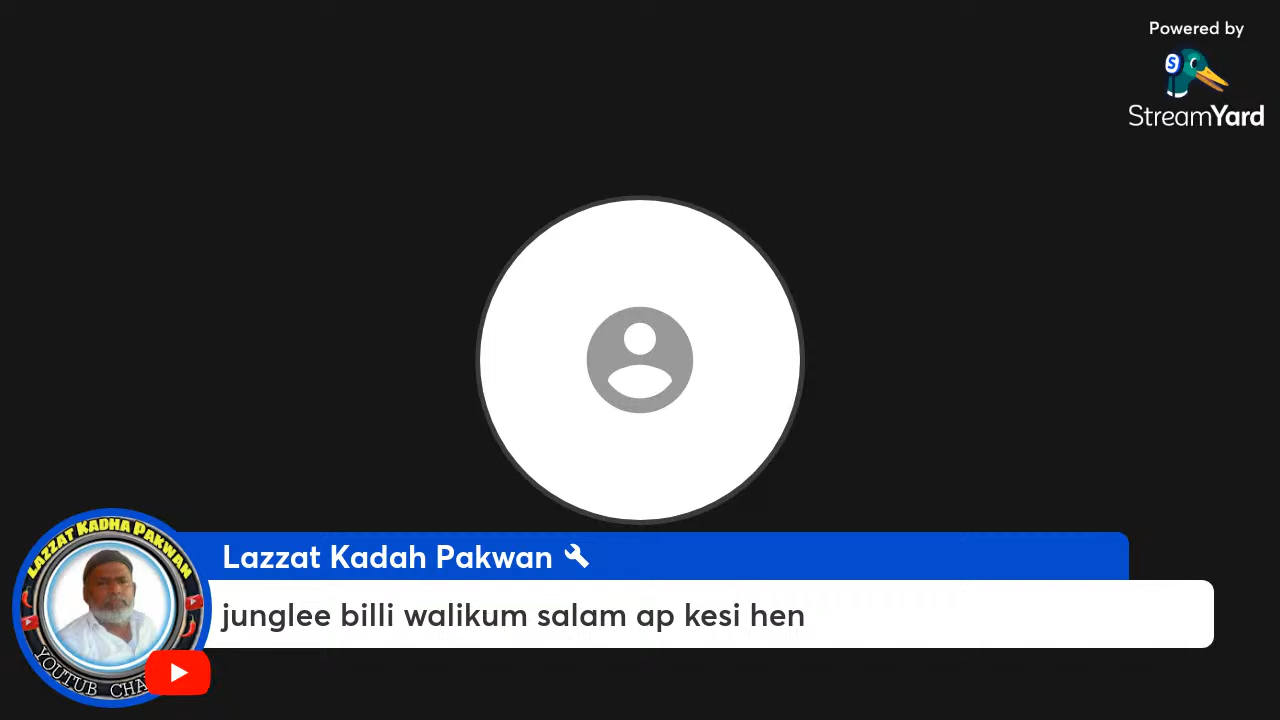 Powered by
S
StreamYard
LAZZAT KADHA PAKWAN
Lazzat Kadah Pakwan
junglee billi walikum salam ap kesi hen
YOUTUB CHA